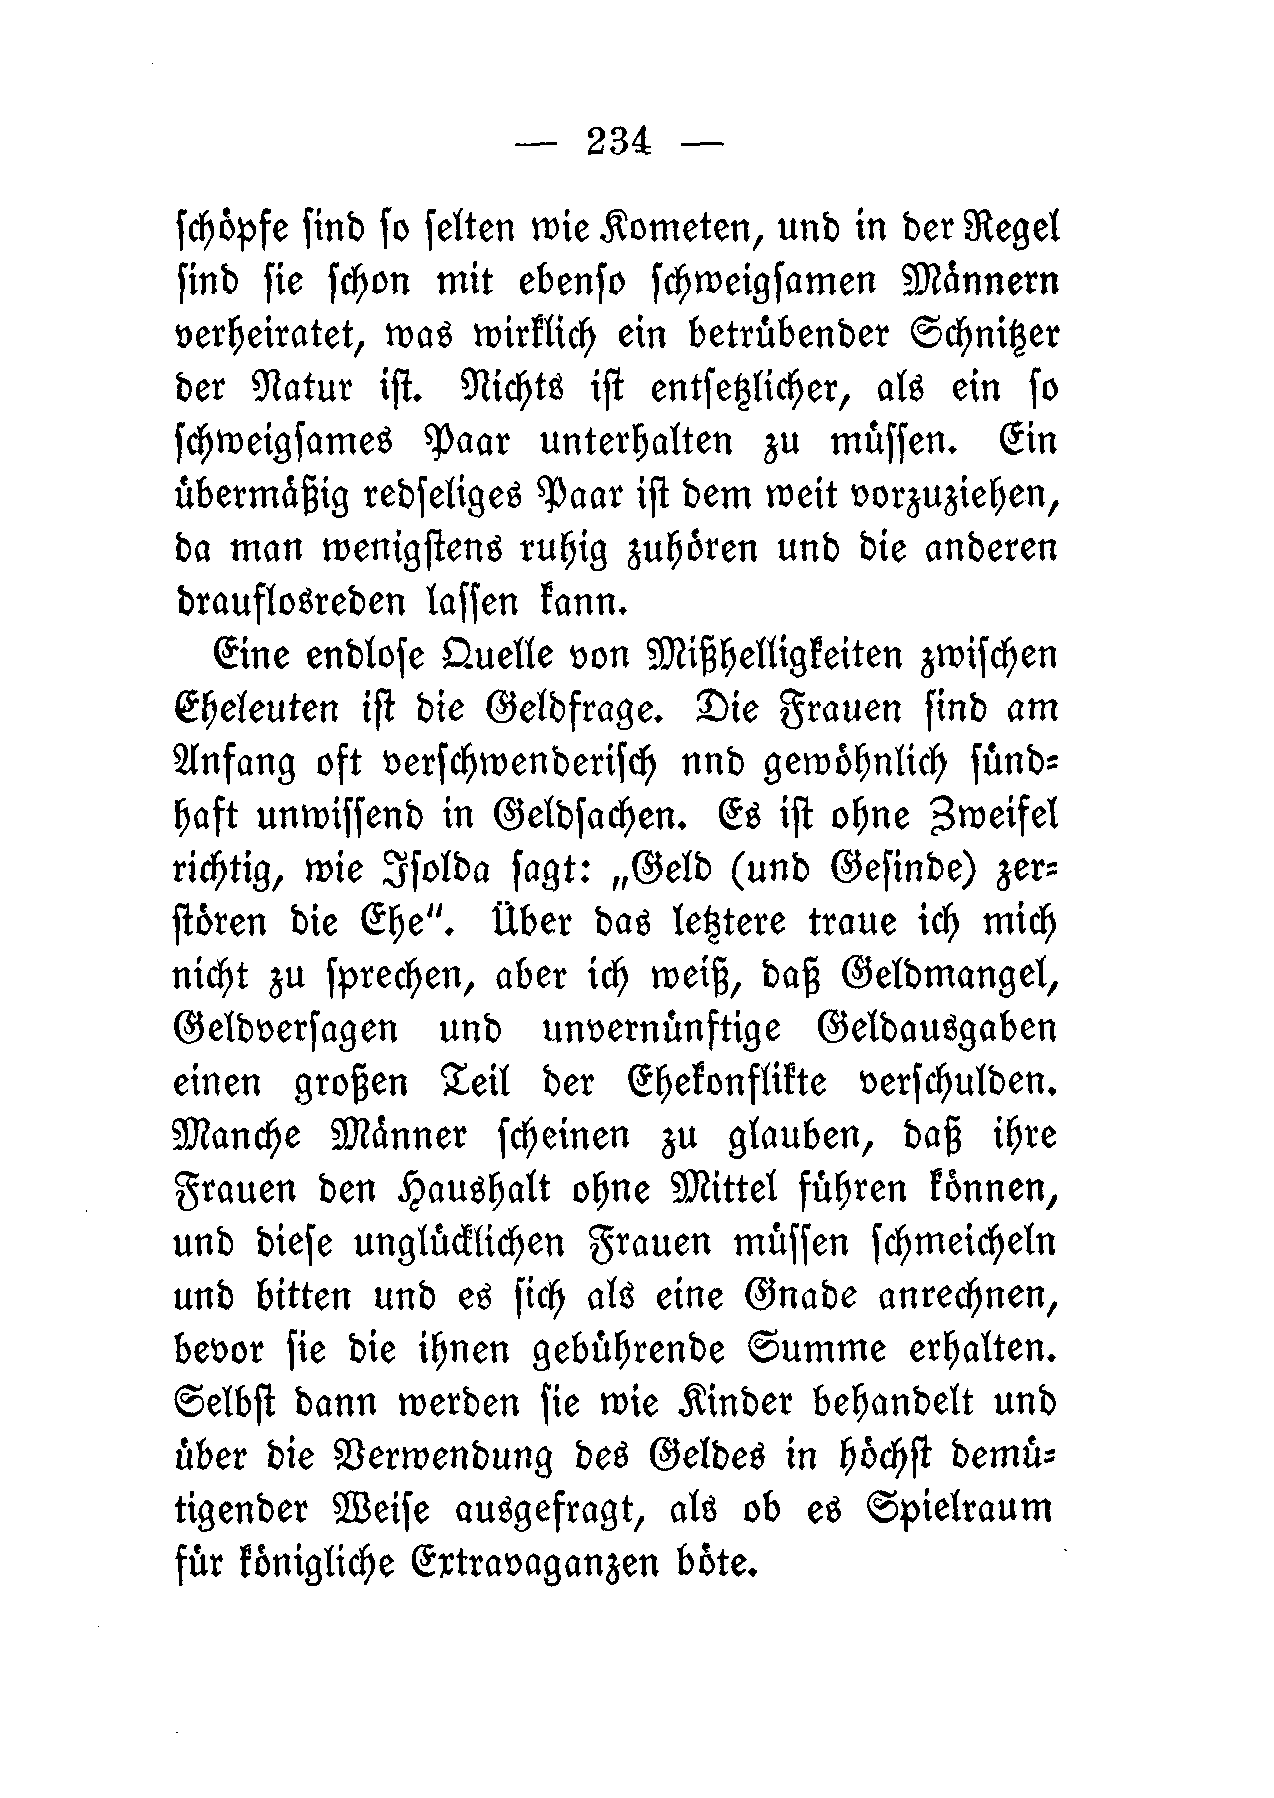 — 234 —
ſchöpfe ſind ſo ſelten wie Kometen, und in der Regel
ſind ſie ſchon mit ebenſo ſchweigſamen Männern
verheiratet, was wirklich ein betrübender Schnitzer
der Natur iſt. Nichts iſt entſetzlicher, als ein ſo
ſchweigſames Paar unterhalten zu müſſen. Ein
übermäßig redſeliges Paar iſt dem weit vorzuziehen,
da man wenigſtens ruhig zuhören und die anderen
drauflosreden laſſen kann.
Eine endloſe Quelle von Mißhelligkeiten zwiſchen
Eheleuten iſt die Geldfrage. Die Frauen ſind am
Anfang oft verſchwenderiſch nnd gewöhnlich ſünd-
haft unwiſſend in Geldſachen. Es iſt ohne Zweifel
richtig, wie Iſolda ſagt: „Geld (und Geſinde) zer-
ſtören die Ehe“. Über das letztere traue ich mich
nicht zu ſprechen, aber ich weiß, daß Geldmangel,
Geldverſagen und unvernünftige Geldausgaben
einen großen Teil der Ehekonflikte verſchulden.
Manche Männer ſcheinen zu glauben, daß ihre
Frauen den Haushalt ohne Mittel führen können,
und dieſe unglücklichen Frauen müſſen ſchmeicheln
und bitten und es ſich als eine Gnade anrechnen,
bevor ſie die ihnen gebührende Summe erhalten.
Selbſt dann werden ſie wie Kinder behandelt und
über die Verwendung des Geldes in höchſt demü-
tigender Weiſe ausgefragt, als ob es Spielraum
für königliche Extravaganzen böte.